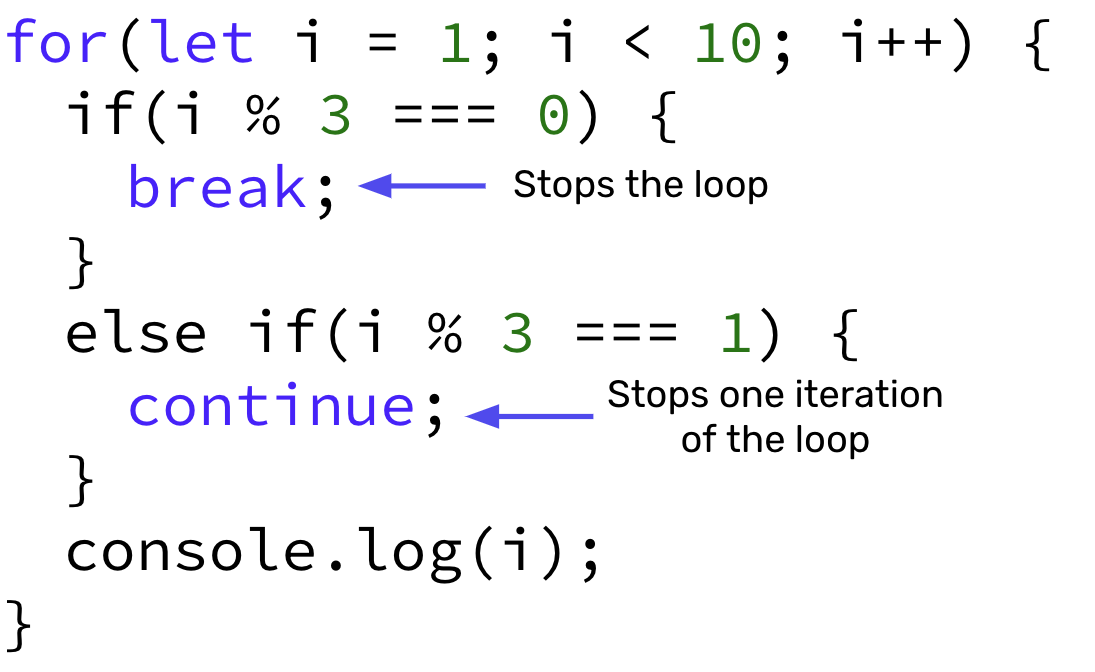 for(let i = 1; i < 10; i++) {
if(i % 3 === 0) {
break; Stops the loop
}
else if(i % 3 === 1) {
continue; Stops one iteration
of the loop
}
console.log(i);
}